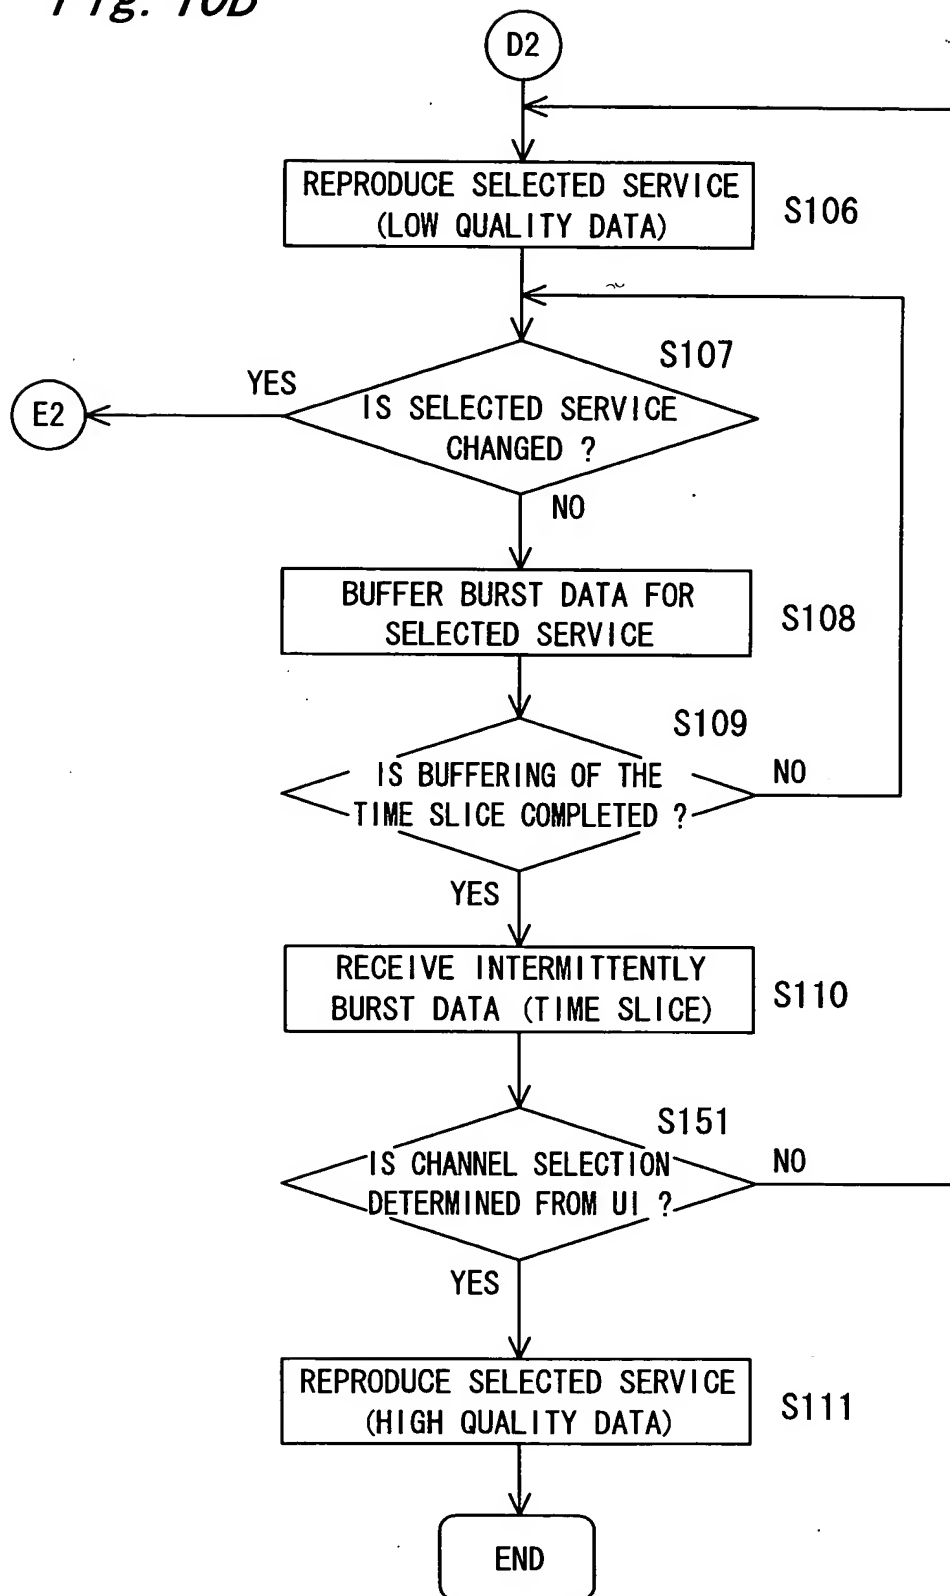 Fig. 10B
D2
REPRODUCE SELECTED SERVICE
(LOW QUALITY DATA)
S106
S107
YES
E2
IS SELECTED SERVICE
CHANGED ?
NO
BUFFER BURST DATA FOR
SELECTED SERVICE
S108
S109
IS BUFFERING OF THE
TIME SLICE COMPLETED ?
NO
YES
RECEIVE INTERMITTENTLY
BURST DATA (TIME SLICE)
S110
S151
IS CHANNEL SELECTION
DETERMINED FROM UI ?
NO
YES
REPRODUCE SELECTED SERVICE
(HIGH QUALITY DATA)
S111
END